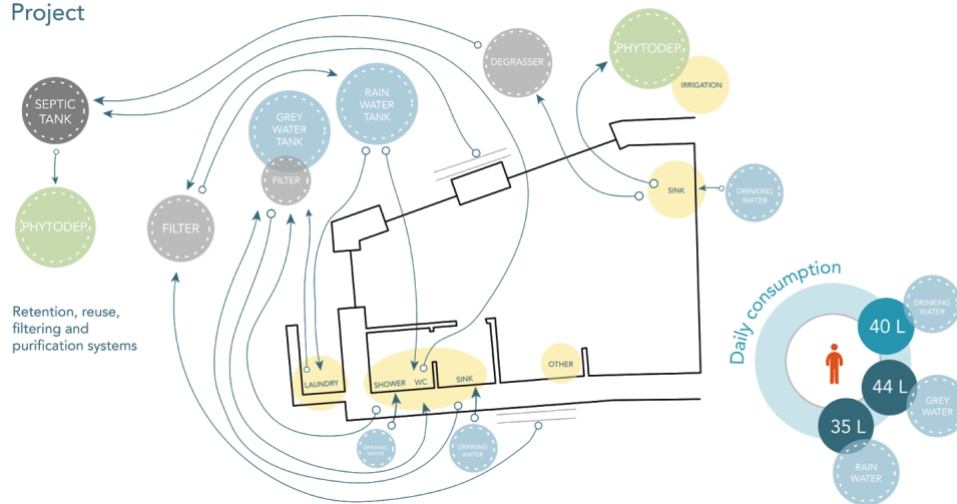 Project
SEPTIC
TANK
PHYTODEP.
FILTER
GREY
WATER
TANK
FILTER
RAIN
WATER
TANK
DEGRASSER
PHYTODEP.
IRRIGATION
SINK
DRINKING
WATER
Retention, reuse,
filtering and
purification systems
LAUNDRY
SHOWER WC SINK
OTHER
DRINKING
WATER
DRINKING
WATER
Daily consumption
40 L
DRINKING
WATER
44 L
GREY
WATER
35 L
RAIN
WATER